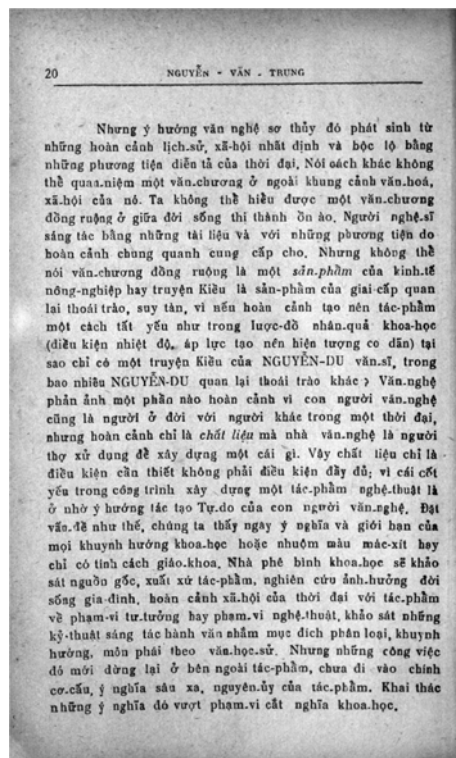 20
NGUYỄN - VĂN - TRUNG
Nhưng ý hướng văn nghệ sơ thủy đó phát sinh từ
những hoàn cảnh lịch-sử, xã-hội nhất định và bộc lộ bằng
những phương tiện diễn tả của thời đại. Nói cách khác không
thể quan-niệm một văn-chương ở ngoài khung cảnh văn-hoá,
xã-hội của nó. Ta không thể hiểu được một văn-chương
đồng ruộng ở giữa đời sống thị thành ồn ào. Người nghệ-sĩ
sáng tác bằng những tài liệu và với những phương tiện do
hoàn cảnh chung quanh cung cấp cho. Nhưng không thể
nói văn-chương đồng ruộng là một sản-phẩm của kinh-tế
nông-nghiệp hay truyện Kiều là sản-phẩm của giai-cấp quan
lại thoái trào, suy tàn, vì nếu hoàn cảnh tạo nên tác-phẩm
một cách tất yếu như trong lược-đồ nhân-quả khoa-học
(điều kiện nhiệt độ, áp lực tạo nên hiện tượng co dãn) tại
sao chỉ có một truyện Kiều của NGUYỄN-DU văn-sĩ, trong
bao nhiêu NGUYỄN-DU quan lại thoái trào khác ? Văn-nghệ
phản ảnh một phần nào hoàn cảnh vì con người văn-nghệ
cũng là người ở đời với người khác trong một thời đại,
nhưng hoàn cảnh chỉ là chất liệu mà nhà văn-nghệ là người
thợ xử dụng để xây dựng một cái gì. Vậy chất liệu chỉ là
điều kiện cần thiết không phải điều kiện đầy đủ; vì cái cốt
yếu trong công trình xây dựng một tác-phẩm nghệ-thuật là
ở nhờ ý hướng tác tạo Tự-do của con người văn-nghệ. Đặt
vấn-đề như thế, chúng ta thấy ngay ý nghĩa và giới hạn của
mọi khuynh hướng khoa-học hoặc nhuộm màu mác-xít hay
chỉ có tính cách giáo-khoa. Nhà phê bình khoa-học sẽ khảo
sát nguồn gốc, xuất xứ tác-phẩm, nghiên cứu ảnh-hưởng đời
sống gia-đình, hoàn cảnh xã-hội của thời đại với tác-phẩm
về phạm-vi tư-tưởng hay phạm-vi nghệ-thuật, khảo sát những
kỹ-thuật sáng tác hành văn nhằm mục đích phân loại, khuynh
hướng, môn phái theo văn-học-sử. Nhưng những công việc
đó mới dừng lại ở bên ngoài tác-phẩm, chưa đi vào chính
cơ-cấu, ý nghĩa sâu xa, nguyên-ủy của tác-phẩm. Khai thác
những ý nghĩa đó vượt phạm-vi cắt nghĩa khoa-học.